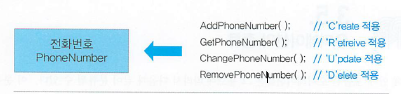 전화번호
PhoneNumber
AddPhoneNumber( ); // 'C'reate 적용
GetPhoneNumber( ); // 'R'etreive 적용
ChangePhoneNumber( ); // 'U'pdate 적용
RemovePhoneNumber( ); // 'D'elete 적용